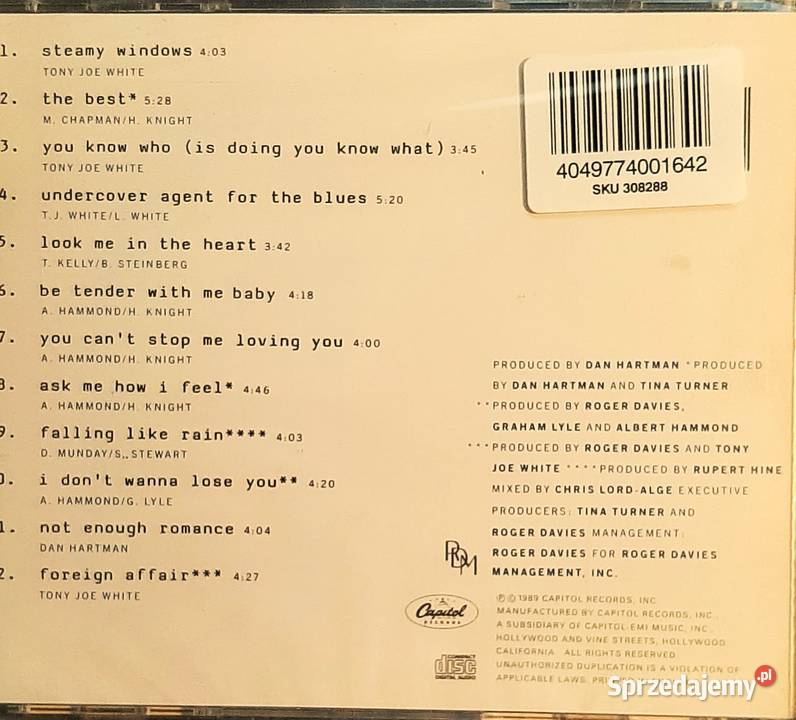 1. steamy windows 4:03
TONY JOE WHITE
2. the best* 5:28
M. CHAPMAN/H. KNIGHT
3. you know who (is doing you know what) 3:45
TONY JOE WHITE
4. undercover agent for the blues 5:20
T.J. WHITE/L. WHITE
5. look me in the heart 3:42
T. KELLY/B. STEINBERG
6. be tender with me baby 4:18
A. HAMMOND/H. KNIGHT
7. you can't stop me loving you 4:00
A. HAMMOND/H. KNIGHT
8. ask me how i feel* 4:46
A. HAMMOND/H. KNIGHT
9. falling like rain**** 4:03
D. MUNDAY/S. STEWART
0. i don't wanna lose you** 4:20
A. HAMMOND/G. LYLE
1. not enough romance 4:04
DAN HARTMAN
2. foreign affair*** 4:27
TONY JOE WHITE
4049774001642
SKU 308288
PRODUCED BY DAN HARTMAN *PRODUCED
BY DAN HARTMAN AND TINA TURNER
**PRODUCED BY ROGER DAVIES,
GRAHAM LYLE AND ALBERT HAMMOND
***PRODUCED BY ROGER DAVIES AND TONY
JOE WHITE ****PRODUCED BY RUPERT HINE
MIXED BY CHRIS LORD-ALGE EXECUTIVE
PRODUCERS: TINA TURNER AND
ROGER DAVIES MANAGEMENT:
ROGER DAVIES FOR ROGER DAVIES
MANAGEMENT, INC.
RDM
Capitol
RECORDS
℗ © 1989 CAPITOL RECORDS, INC.
MANUFACTURED BY CAPITOL RECORDS, INC.,
A SUBSIDIARY OF CAPITOL-EMI MUSIC, INC.,
HOLLYWOOD AND VINE STREETS, HOLLYWOOD,
CALIFORNIA. ALL RIGHTS RESERVED.
UNAUTHORIZED DUPLICATION IS A VIOLATION OF
APPLICABLE LAWS.
COMPACT
disc
DIGITAL AUDIO
Sprzedajemy.pl